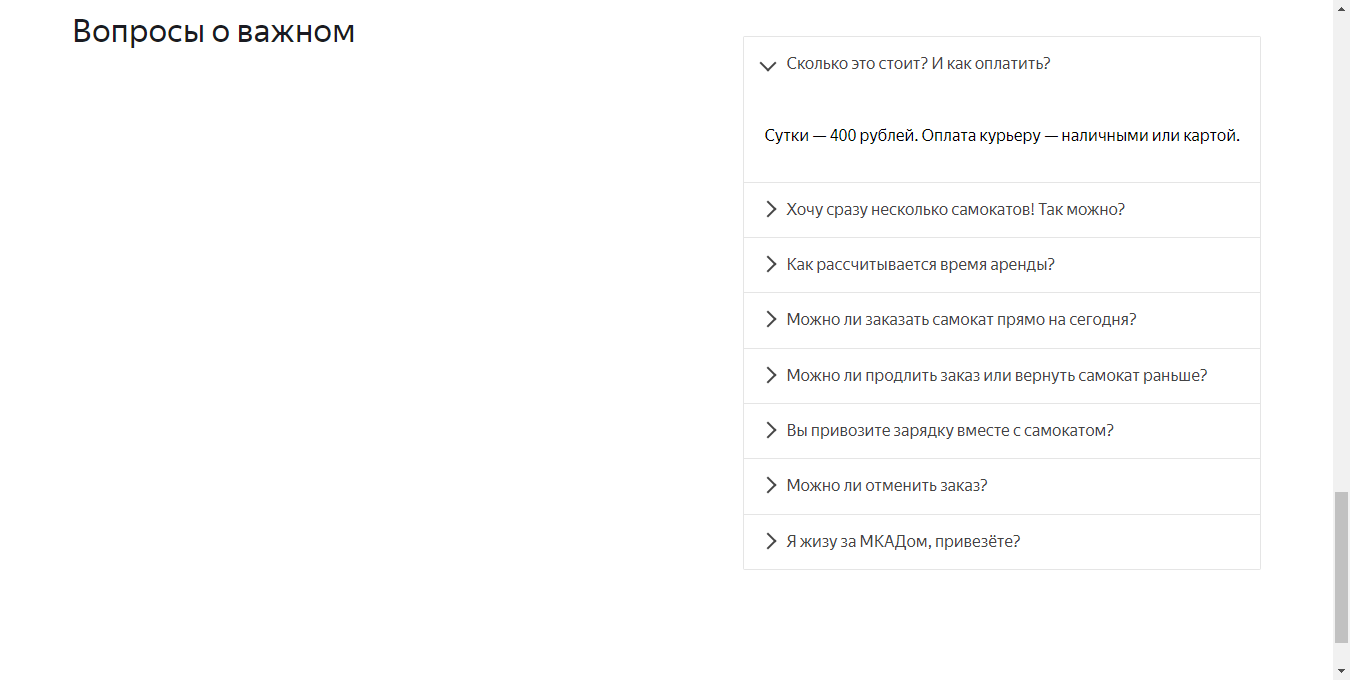 Вопросы о важном
Сколько это стоит? И как оплатить?
Сутки — 400 рублей. Оплата курьеру — наличными или картой.
Хочу сразу несколько самокатов! Так можно?
Как рассчитывается время аренды?
Можно ли заказать самокат прямо на сегодня?
Можно ли продлить заказ или вернуть самокат раньше?
Вы привозите зарядку вместе с самокатом?
Можно ли отменить заказ?
Я жизу за МКАДом, привезёте?